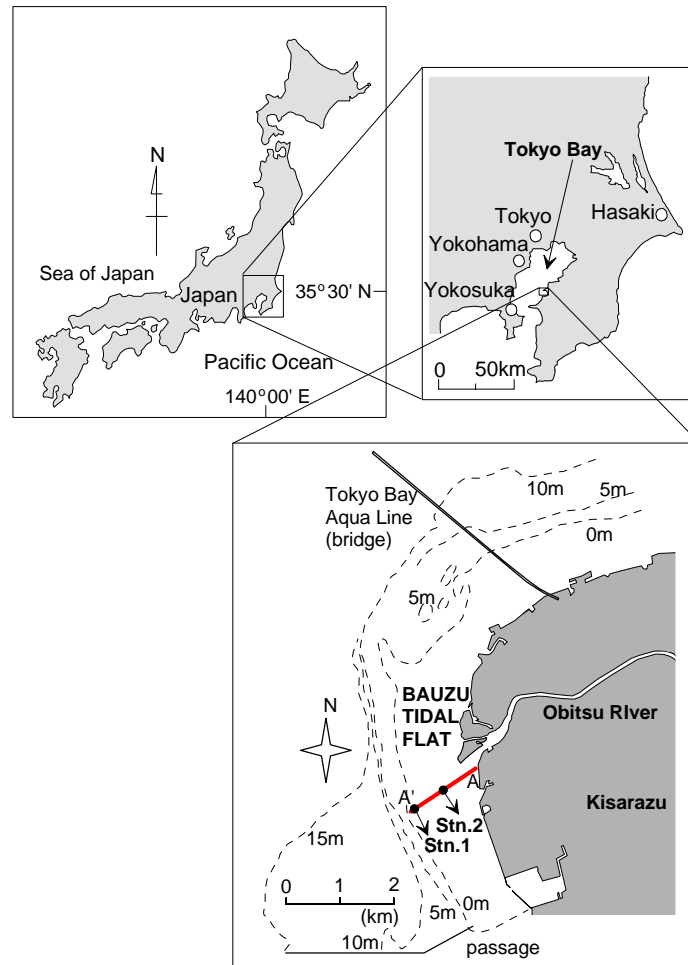 N
Sea of Japan
Japan
35°30' N
Pacific Ocean
140°00' E
Tokyo Bay
Tokyo
Hasaki
Yokohama
Yokosuka
0 50km
Tokyo Bay
Aqua Line
(bridge)
10m
5m
0m
5m
N
BAUZU
TIDAL
FLAT
Obitsu RIver
A
A'
Kisarazu
Stn.2
Stn.1
15m
0 1 2
(km)
5m
0m
10m
passage